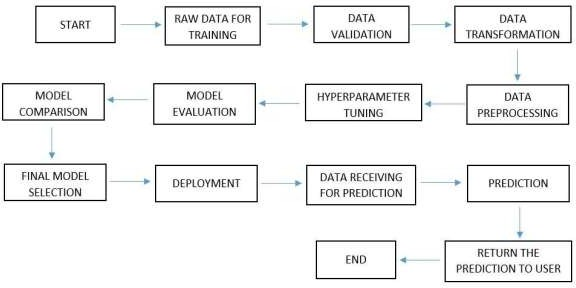 START
RAW DATA FOR
TRAINING
DATA
VALIDATION
DATA
TRANSFORMATION
DATA
PREPROCESSING
HYPERPARAMETER
TUNING
MODEL
EVALUATION
MODEL
COMPARISON
FINAL MODEL
SELECTION
DEPLOYMENT
DATA RECEIVING
FOR PREDICTION
PREDICTION
RETURN THE
PREDICTION TO USER
END